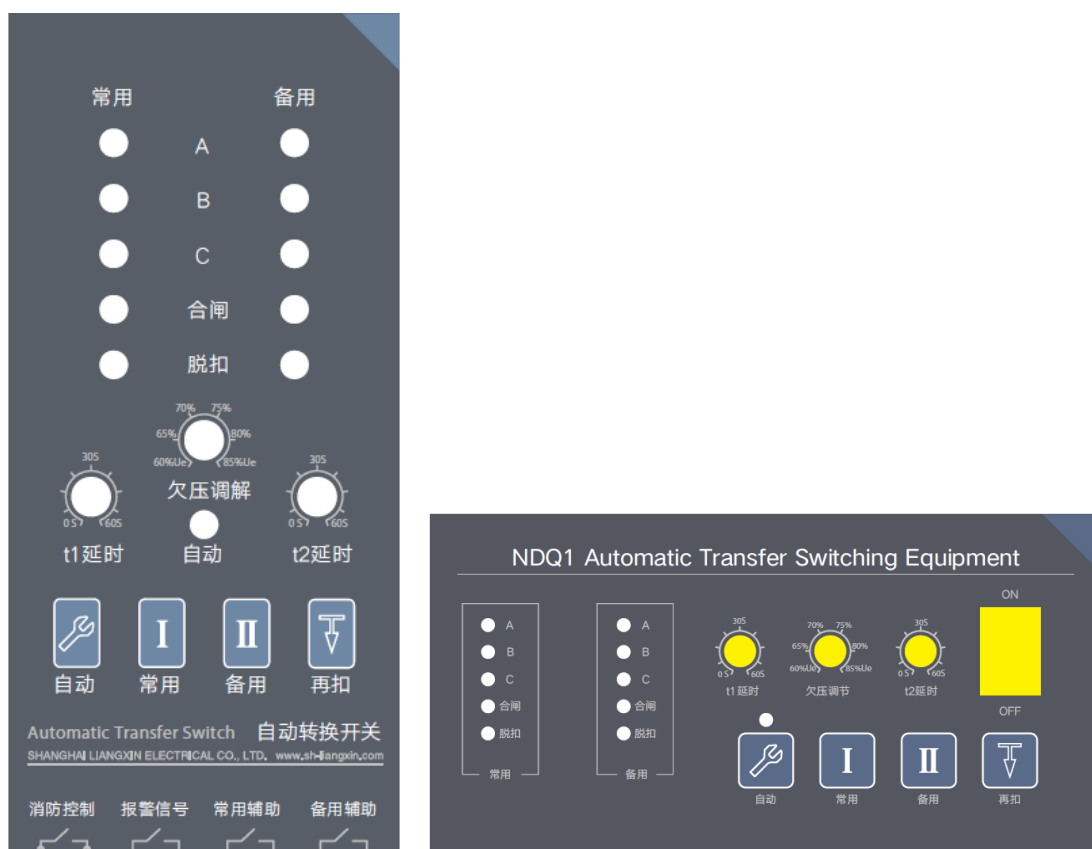 常用 备用
A
B
C
合闸
脱扣
70% 75%
65% 80%
60%Ue 85%Ue
30S 30S
欠压调解
0 S 60S 0 S 60S
t1延时 自动 t2延时
I II
自动 常用 备用 再扣
Automatic Transfer Switch 自动转换开关
SHANGHAI LIANGXIN ELECTRICAL CO., LTD. www.sh-liangxin.com
消防控制 报警信号 常用辅助 备用辅助
NDQ1 Automatic Transfer Switching Equipment
A
B
C
合闸
脱扣
常用
A
B
C
合闸
脱扣
备用
30S 70% 75% 30S
65% 80%
0 S 60S 60%Ue 85%Ue 0 S 60S
t1延时 欠压调节 t2延时
ON
OFF
I II
自动 常用 备用 再扣